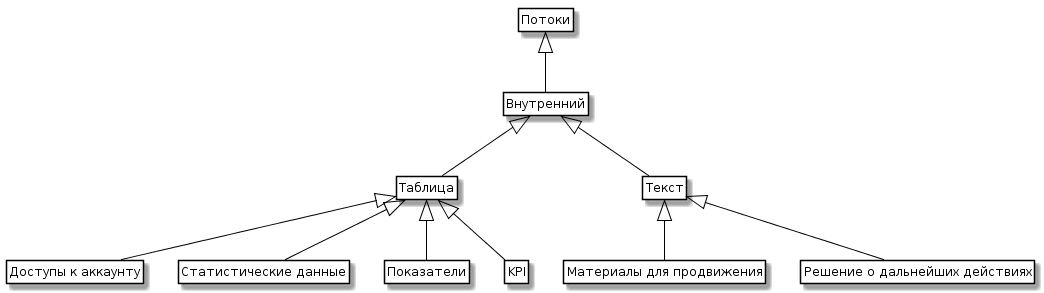 Потоки
Внутренний
Таблица
Текст
Доступы к аккаунту
Статистические данные
Показатели
KPI
Материалы для продвижения
Решение о дальнейших действиях